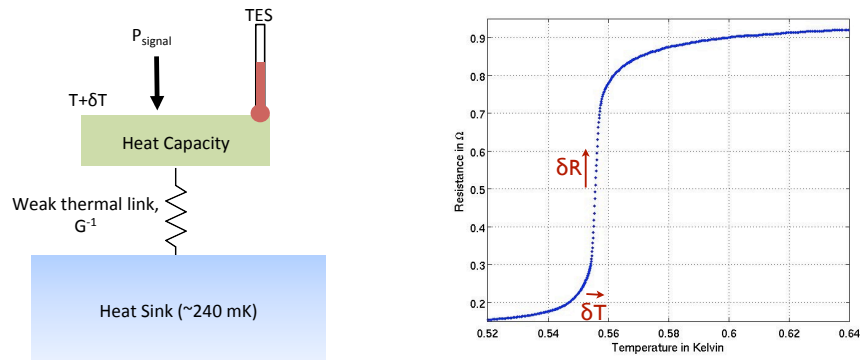 TES
P_signal
T+δT
Heat Capacity
Weak thermal link,
G^-1
Heat Sink (~240 mK)
0.9
0.8
0.7
0.6
0.5
0.4
0.3
0.2
Resistance in Ω
δR
δT
0.52
0.54
0.56
0.58
0.6
0.62
0.64
Temperature in Kelvin